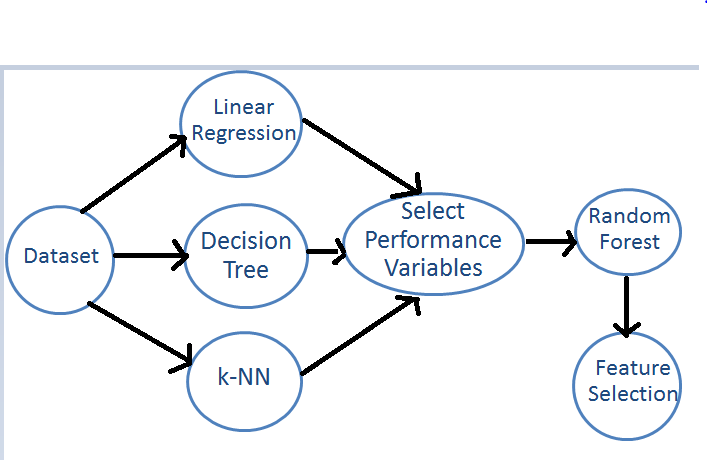 Dataset
Linear
Regression
Decision
Tree
k-NN
Select
Performance
Variables
Random
Forest
Feature
Selection